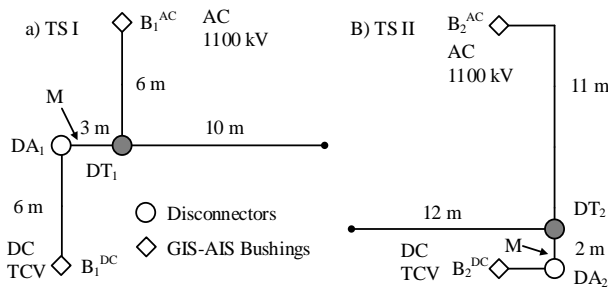 a) TS I
B₁ᴬᶜ
AC
1100 kV
6 m
M
3 m
10 m
DA₁
DT₁
6 m
Disconnectors
GIS-AIS Bushings
DC
TCV
B₁ᴰᶜ
B) TS II
B₂ᴬᶜ
AC
1100 kV
11 m
12 m
DT₂
M
2 m
DC
TCV
B₂ᴰᶜ
DA₂